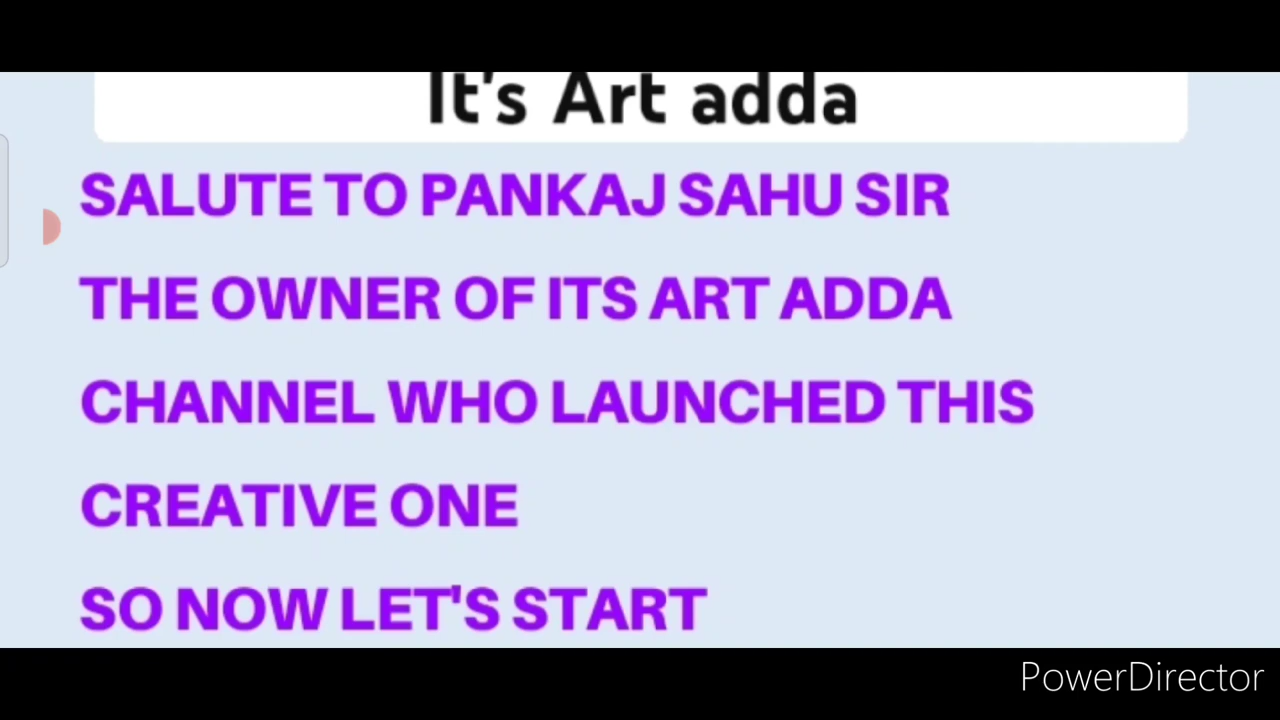 It's Art adda
SALUTE TO PANKAJ SAHU SIR
THE OWNER OF ITS ART ADDA
CHANNEL WHO LAUNCHED THIS
CREATIVE ONE
SO NOW LET'S START
PowerDirector